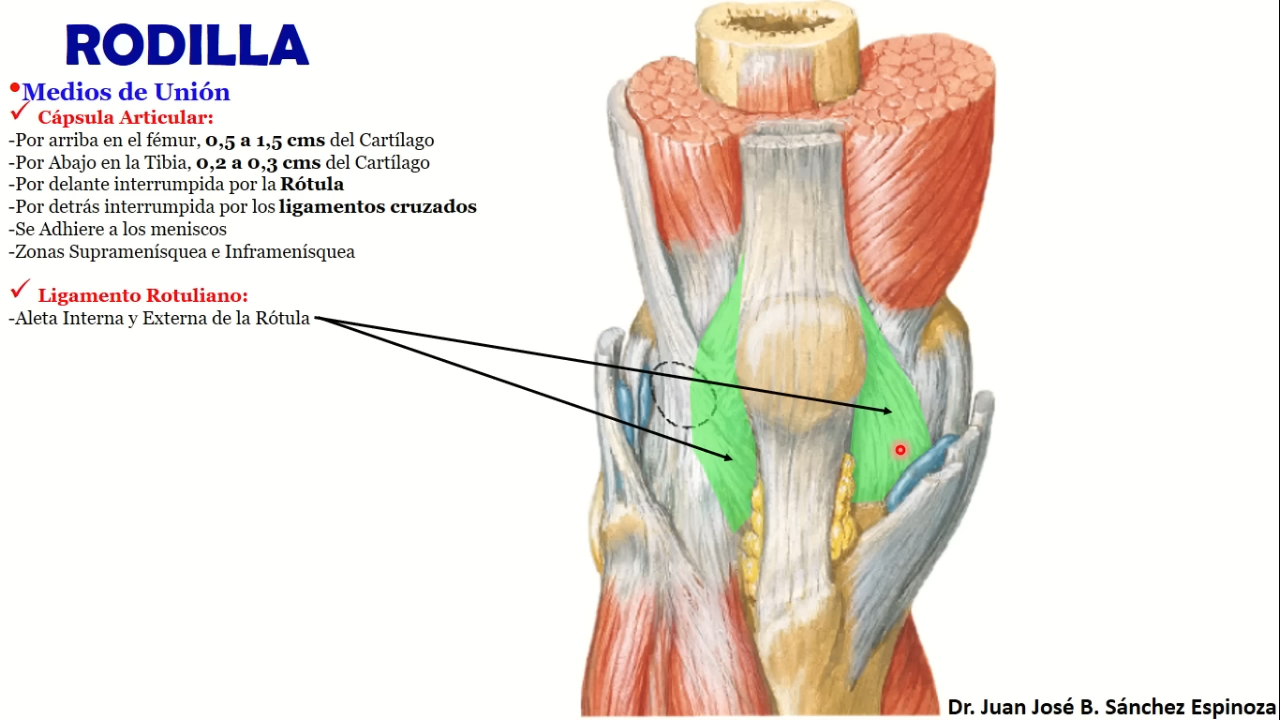 RODILLA
•Medios de Unión
✓ Cápsula Articular:
-Por arriba en el fémur, 0,5 a 1,5 cms del Cartílago
-Por Abajo en la Tibia, 0,2 a 0,3 cms del Cartílago
-Por delante interrumpida por la Rótula
-Por detrás interrumpida por los ligamentos cruzados
-Se Adhiere a los meniscos
-Zonas Supramenísquea e Inframenísquea
✓ Ligamento Rotuliano:
-Aleta Interna y Externa de la Rótula
Dr. Juan José B. Sánchez Espinoza